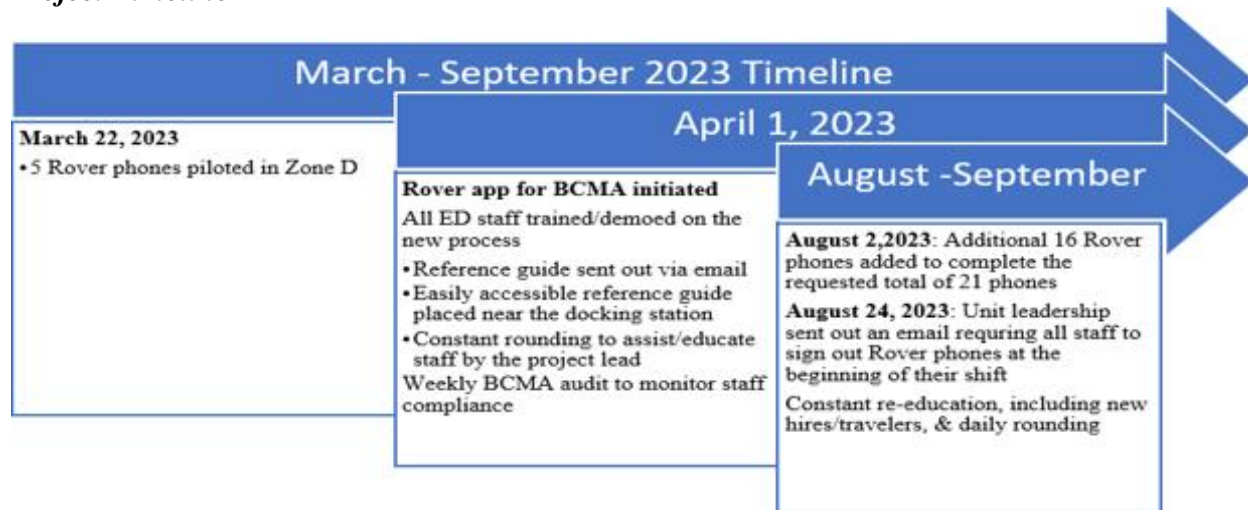 March - September 2023 Timeline
March 22, 2023
•5 Rover phones piloted in Zone D
April 1, 2023
Rover app for BCMA initiated
All ED staff trained/demoed on the
new process
•Reference guide sent out via email
•Easily accessible reference guide
placed near the docking station
•Constant rounding to assist/educate
staff by the project lead
Weekly BCMA audit to monitor staff
compliance
August -September
August 2,2023: Additional 16 Rover
phones added to complete the
requested total of 21 phones
August 24, 2023: Unit leadership
sent out an email requring all staff to
sign out Rover phones at the
beginning of their shift
Constant re-education, including new
hires/travelers, & daily rounding